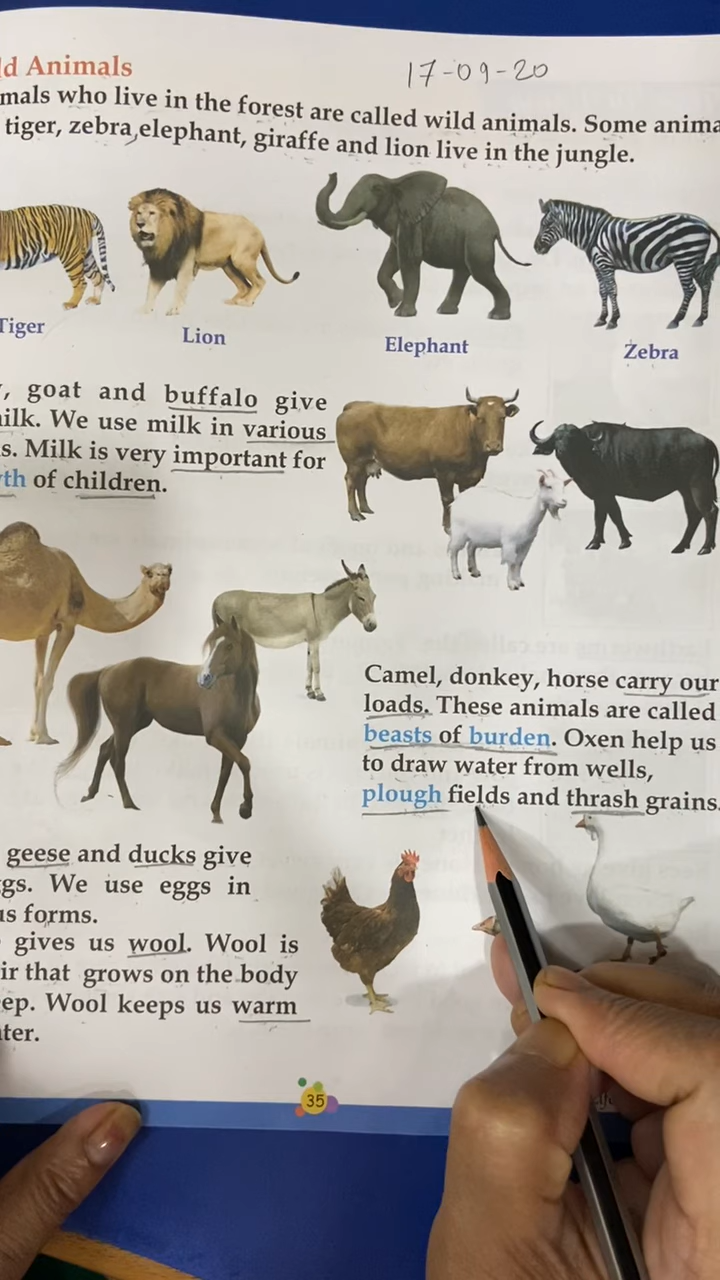 d Animals
17-09-20
mals who live in the forest are called wild animals. Some anima
tiger, zebra, elephant, giraffe and lion live in the jungle.
Tiger
Lion
Elephant
Zebra
, goat and buffalo give
ilk. We use milk in various
s. Milk is very important for
th of children.
Camel, donkey, horse carry our
loads. These animals are called
beasts of burden. Oxen help us
to draw water from wells,
plough fields and thrash grains.
geese and ducks give
gs. We use eggs in
us forms.
gives us wool. Wool is
ir that grows on the body
ep. Wool keeps us warm
ter.
35